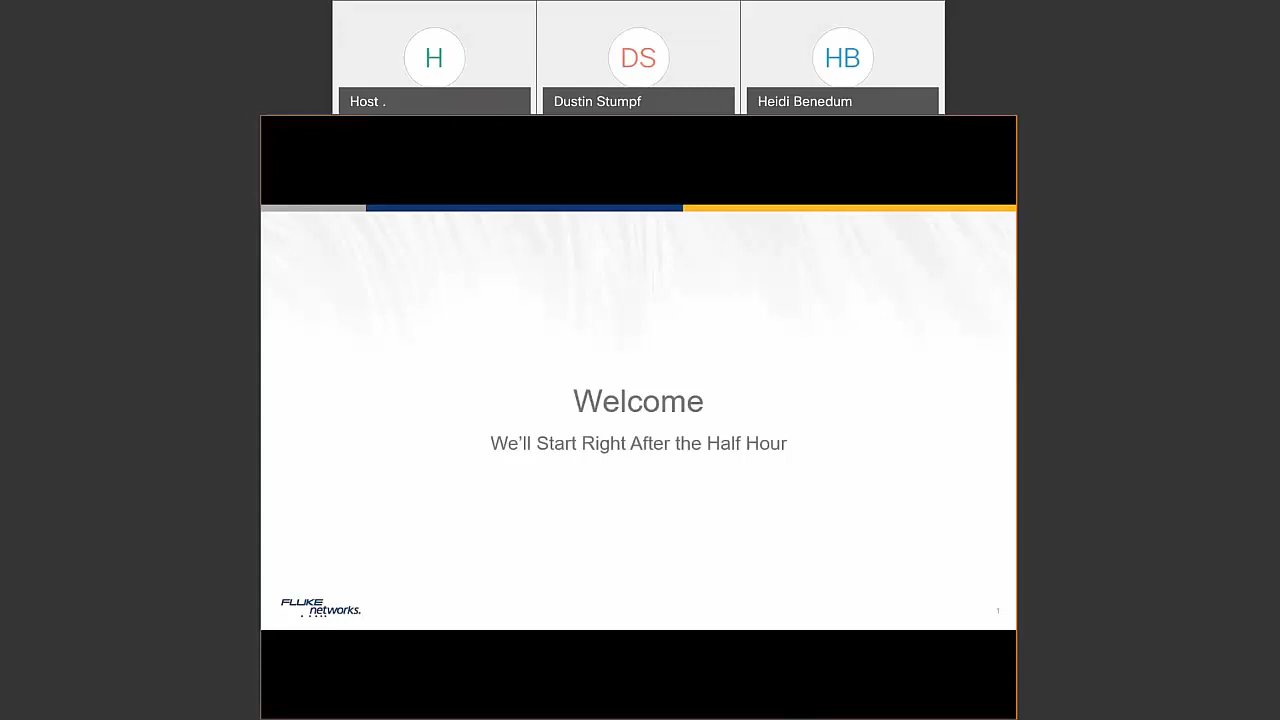 H
DS
HB
Host .
Dustin Stumpf
Heidi Benedum
Welcome
We'll Start Right After the Half Hour
FLUKE
networks.
1